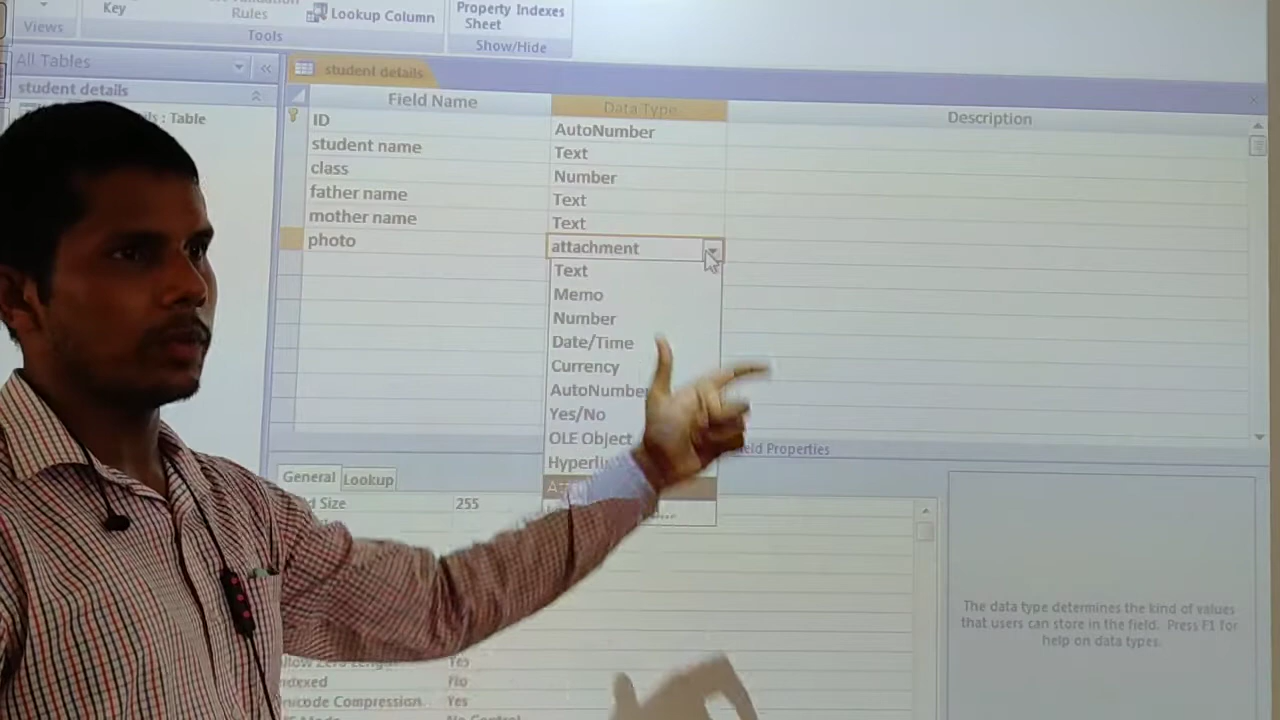 Key
Rules
Lookup Column
Property Indexes
Sheet
Views
Tools
Show/Hide
All Tables
student details
student details
: Table
Field Name
Data Type
Description
ID
AutoNumber
student name
Text
class
Number
father name
Text
mother name
Text
photo
attachment
Text
Memo
Number
Date/Time
Currency
AutoNumber
Yes/No
OLE Object
Properties
General
Lookup
Size
255
Yes
Yes
Compression
Yes
No Control
The data type determines the kind of values
that users can store in the field. Press F1 for
help on data types.